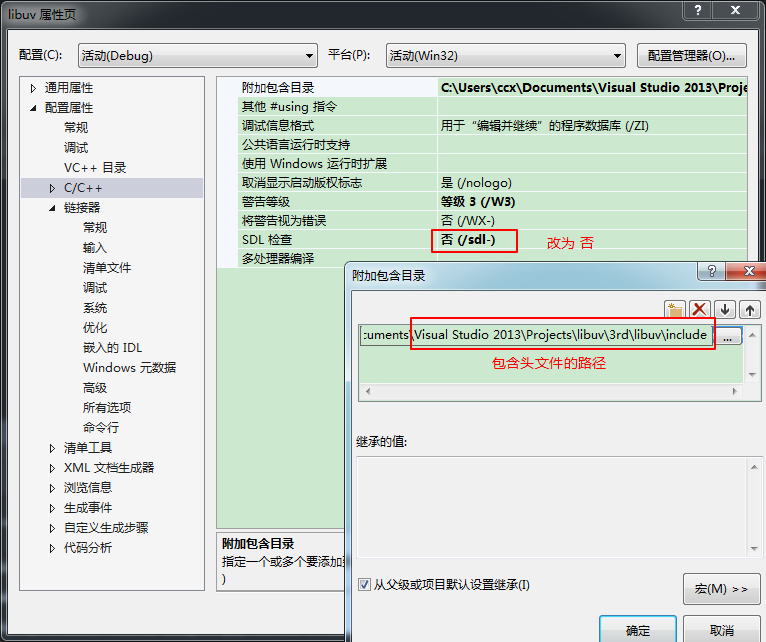 libuv 属性页
配置(C): 活动(Debug) 平台(P): 活动(Win32) 配置管理器(O)...
通用属性
配置属性
常规
调试
VC++ 目录
C/C++
链接器
常规
输入
清单文件
调试
系统
优化
嵌入的 IDL
Windows 元数据
高级
所有选项
命令行
清单工具
XML 文档生成器
浏览信息
生成事件
自定义生成步骤
代码分析
附加包含目录 C:\Users\ccx\Documents\Visual Studio 2013\Proje
其他 #using 指令
调试信息格式 用于“编辑并继续”的程序数据库 (/ZI)
公共语言运行时支持
使用 Windows 运行时扩展
取消显示启动版权标志 是 (/nologo)
警告等级 等级 3 (/W3)
将警告视为错误 否 (/WX-)
SDL 检查 否 (/sdl-) 改为 否
多处理器编译
附加包含目录
指定一个或多个要添加
)
附加包含目录
cuments\Visual Studio 2013\Projects\libuv\3rd\libuv\include ...
包含头文件的路径
继承的值:
从父级或项目默认设置继承(I)
宏(M) >>
确定 取消